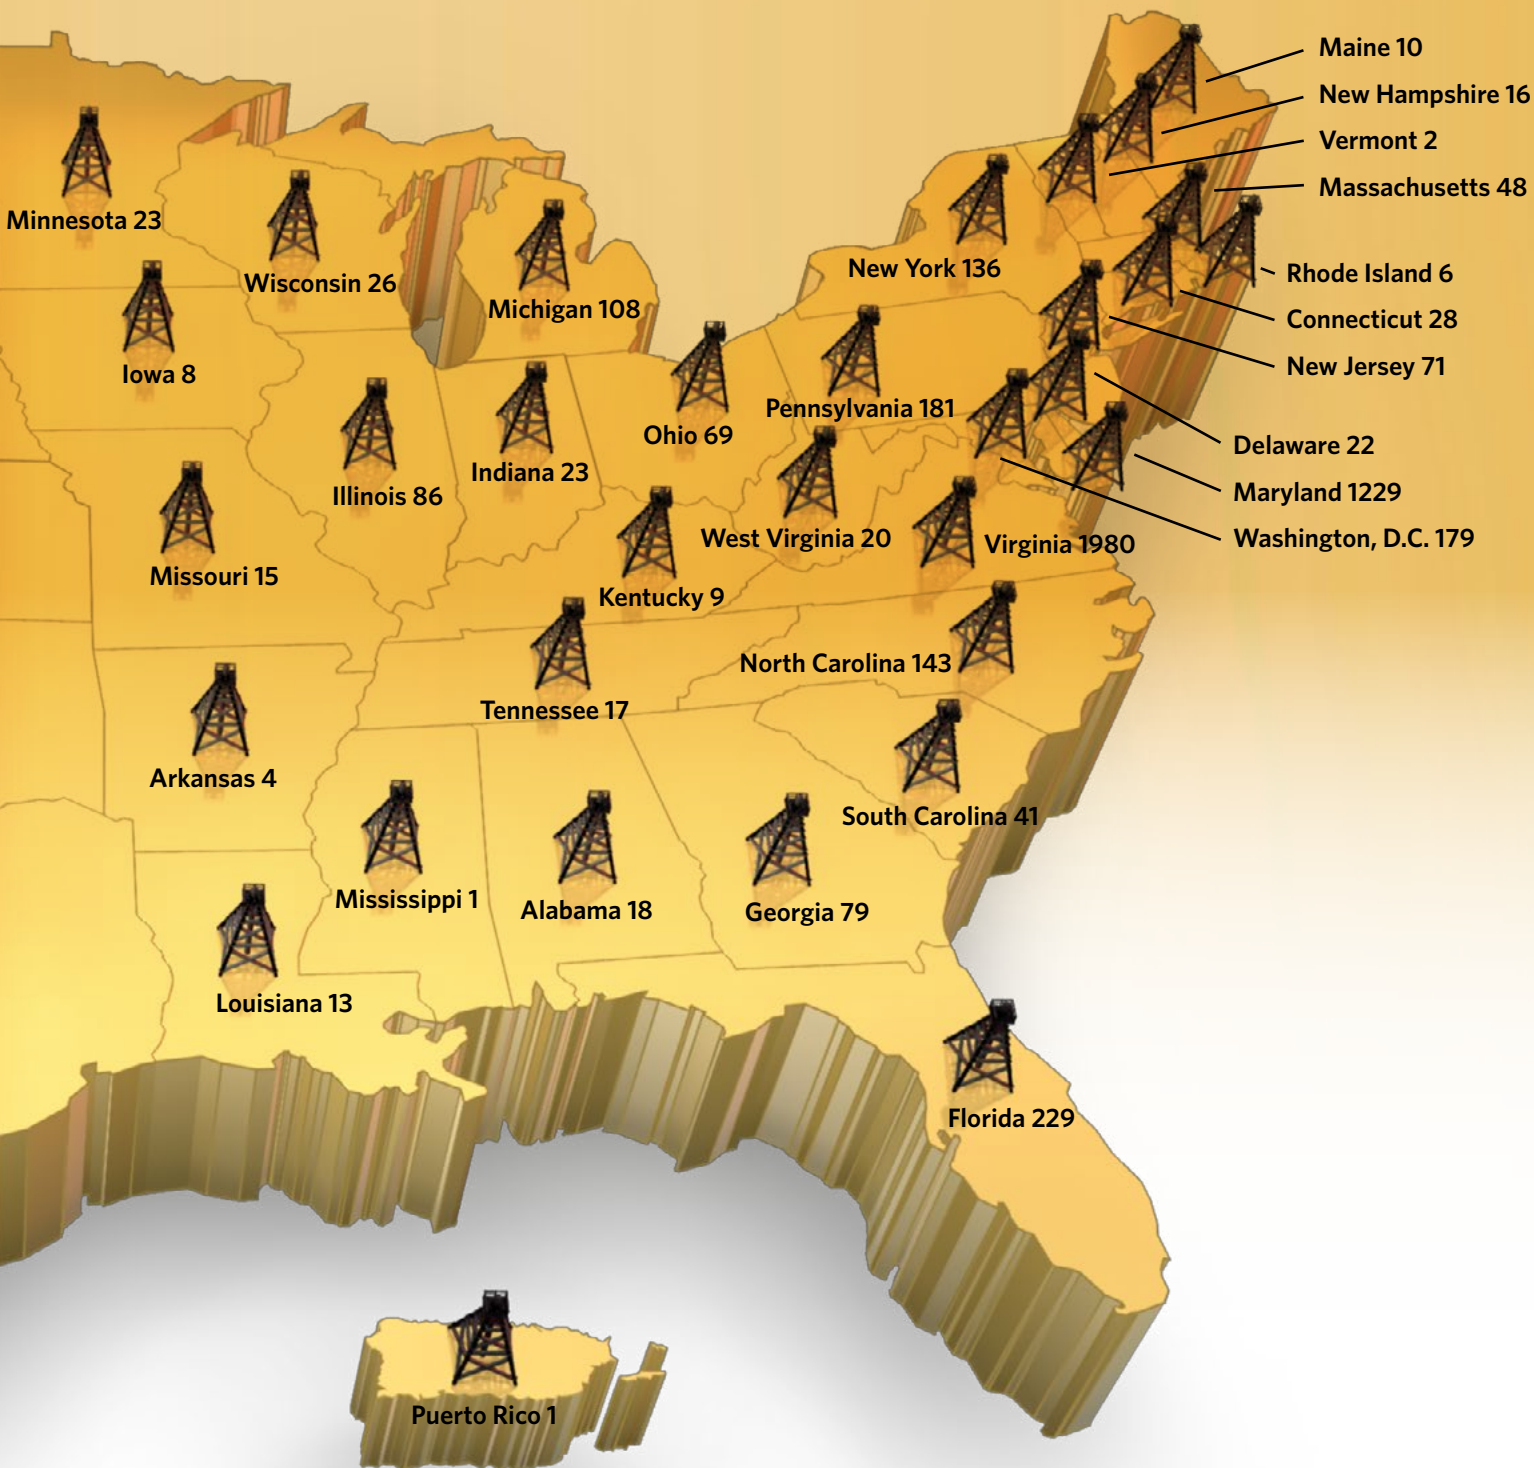 Maine 10
New Hampshire 16
Vermont 2
Massachusetts 48
Minnesota 23
Wisconsin 26
New York 136
Rhode Island 6
Michigan 108
Connecticut 28
New Jersey 71
Iowa 8
Pennsylvania 181
Ohio 69
Delaware 22
Indiana 23
Illinois 86
Maryland 1229
West Virginia 20
Virginia 1980
Washington, D.C. 179
Missouri 15
Kentucky 9
North Carolina 143
Tennessee 17
Arkansas 4
South Carolina 41
Mississippi 1
Alabama 18
Georgia 79
Louisiana 13
Florida 229
Puerto Rico 1